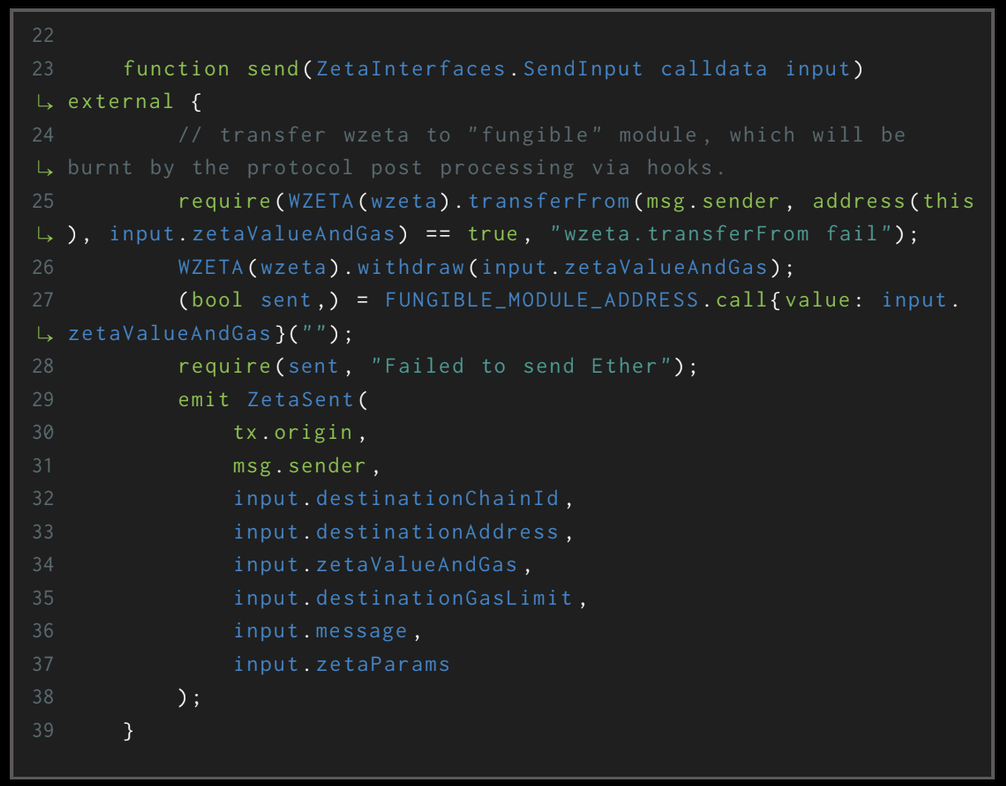 22
23    function send(ZetaInterfaces.SendInput calldata input)
↳ external {
24        // transfer wzeta to "fungible" module, which will be
↳ burnt by the protocol post processing via hooks.
25        require(WZETA(wzeta).transferFrom(msg.sender, address(this
↳ ), input.zetaValueAndGas) == true, "wzeta.transferFrom fail");
26        WZETA(wzeta).withdraw(input.zetaValueAndGas);
27        (bool sent,) = FUNGIBLE_MODULE_ADDRESS.call{value: input.
↳ zetaValueAndGas}("");
28        require(sent, "Failed to send Ether");
29        emit ZetaSent(
30            tx.origin,
31            msg.sender,
32            input.destinationChainId,
33            input.destinationAddress,
34            input.zetaValueAndGas,
35            input.destinationGasLimit,
36            input.message,
37            input.zetaParams
38        );
39    }